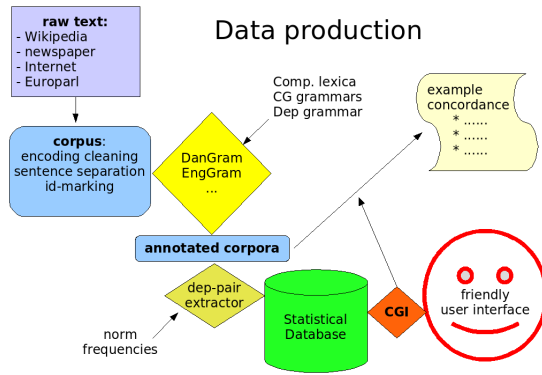 Data production
raw text:
- Wikipedia
- newspaper
- Internet
- Europarl
corpus:
encoding cleaning
sentence separation
id-marking
Comp. lexica
CG grammars
Dep grammar
DanGram
EngGram
...
example
concordance
* ......
* ......
* ......
annotated corpora
dep-pair
extractor
norm
frequencies
Statistical
Database
CGI
friendly
user interface